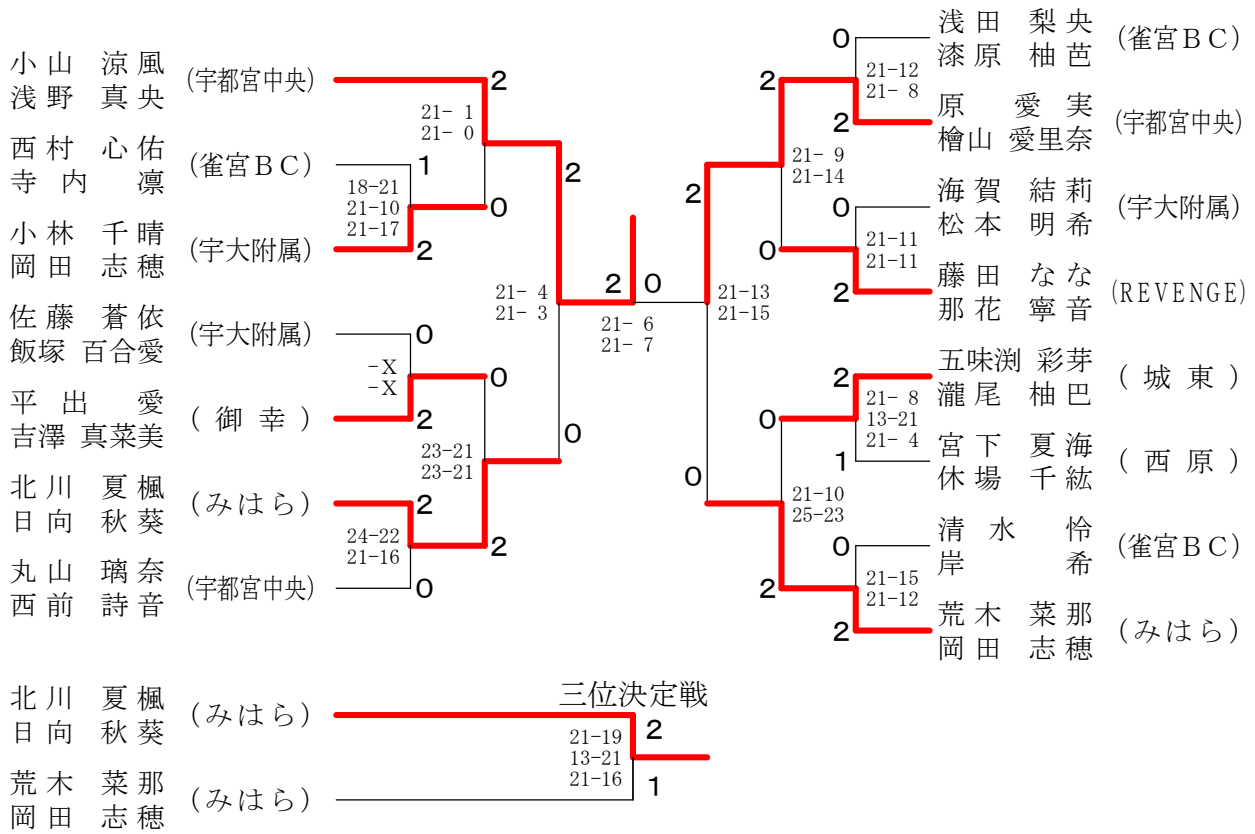 小山 涼風 (宇都宮中央) 2
浅野 真央
21- 1
21- 0
西村 心佑 (雀宮ＢＣ) 1
寺内 凛
18-21
21-10
21-17
0
小林 千晴 (宇大附属) 2
岡田 志穂
2
21- 4
21- 3
佐藤 蒼依 (宇大附属) 0
飯塚 百合愛
-X
-X
0
平出 愛 (御幸) 2
吉澤 真菜美
23-21
23-21
0
北川 夏楓 (みはら) 2
日向 秋葵
24-22
21-16
2
丸山 璃奈 (宇都宮中央) 0
西前 詩音
2 0
21- 6
21- 7
0 浅田 梨央 (雀宮ＢＣ)
漆原 柚芭
21-12
21- 8
2
2 原 愛実 (宇都宮中央)
檜山 愛里奈
21- 9
21-14
2
0 海賀 結莉 (宇大附属)
松本 明希
21-11
21-11
0
2 藤田 なな (REVENGE)
那花 寧音
21-13
21-15
2 五味渕 彩芽 (城東)
瀧尾 柚巴
21- 8
13-21
21- 4
0
1 宮下 夏海 (西原)
休場 千紘
0
21-10
25-23
0 清水 怜 (雀宮ＢＣ)
岸 希
21-15
21-12
2
2 荒木 菜那 (みはら)
岡田 志穂
三位決定戦
北川 夏楓 (みはら) 2
日向 秋葵
21-19
13-21
21-16
荒木 菜那 (みはら) 1
岡田 志穂